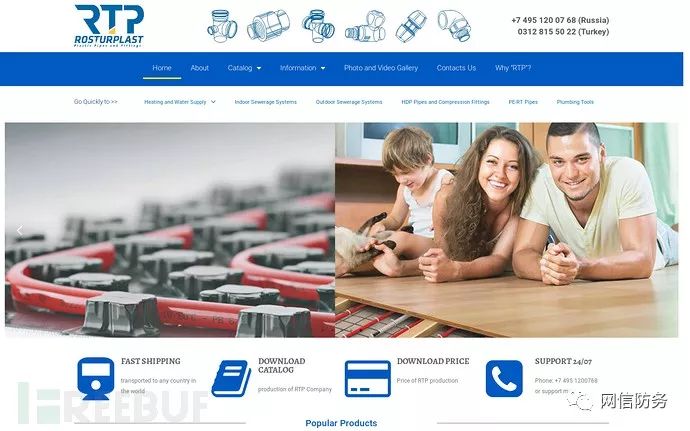 RTP
ROSTURPLAST
Plastic Pipes and Fittings
+7 495 120 07 68 (Russia)
0312 815 50 22 (Turkey)
Home About Catalog Information Photo and Video Gallery Contacts Us Why "RTP"?
Go Quickly to >> Heating and Water Supply Indoor Sewerage Systems Outdoor Sewerage Systems HDP Pipes and Compression Fittings PE-RT Pipes Plumbing Tools
FAST SHIPPING
transported to any country in
the world
DOWNLOAD
CATALOG
production of RTP Company
DOWNLOAD PRICE
Price of RTP production
SUPPORT 24/07
Phone: +7 495 1200768
or support m
REEBUF
网信防务
Popular Products